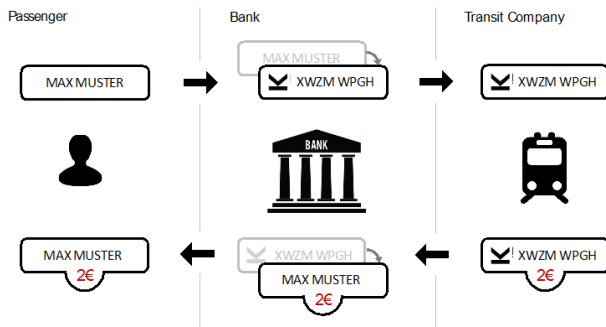 Passenger
Bank
Transit Company
MAX MUSTER
MAX MUSTER
XWZM WPGH
XWZM WPGH
BANK
MAX MUSTER
2€
XWZM WPGH
MAX MUSTER
2€
XWZM WPGH
2€